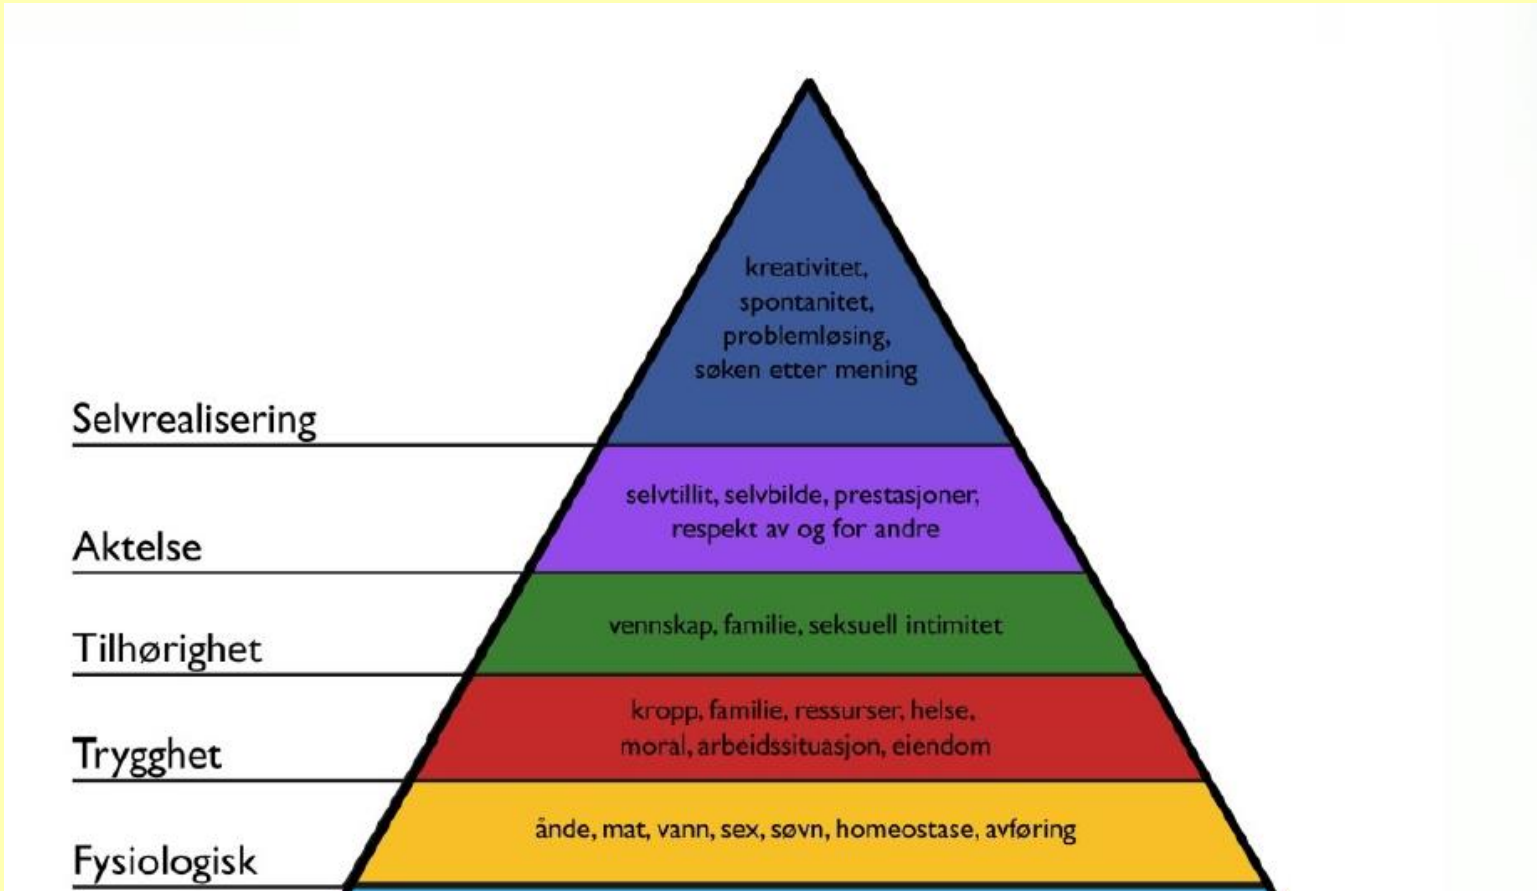 kreativitet,
spontanitet,
problemløsing,
søken etter mening
Selvrealisering
selvtillit, selvbilde, prestasjoner,
respekt av og for andre
Aktelse
vennskap, familie, seksuell intimitet
Tilhørighet
kropp, familie, ressurser, helse,
moral, arbeidssituasjon, eiendom
Trygghet
ånde, mat, vann, sex, søvn, homeostase, avføring
Fysiologisk